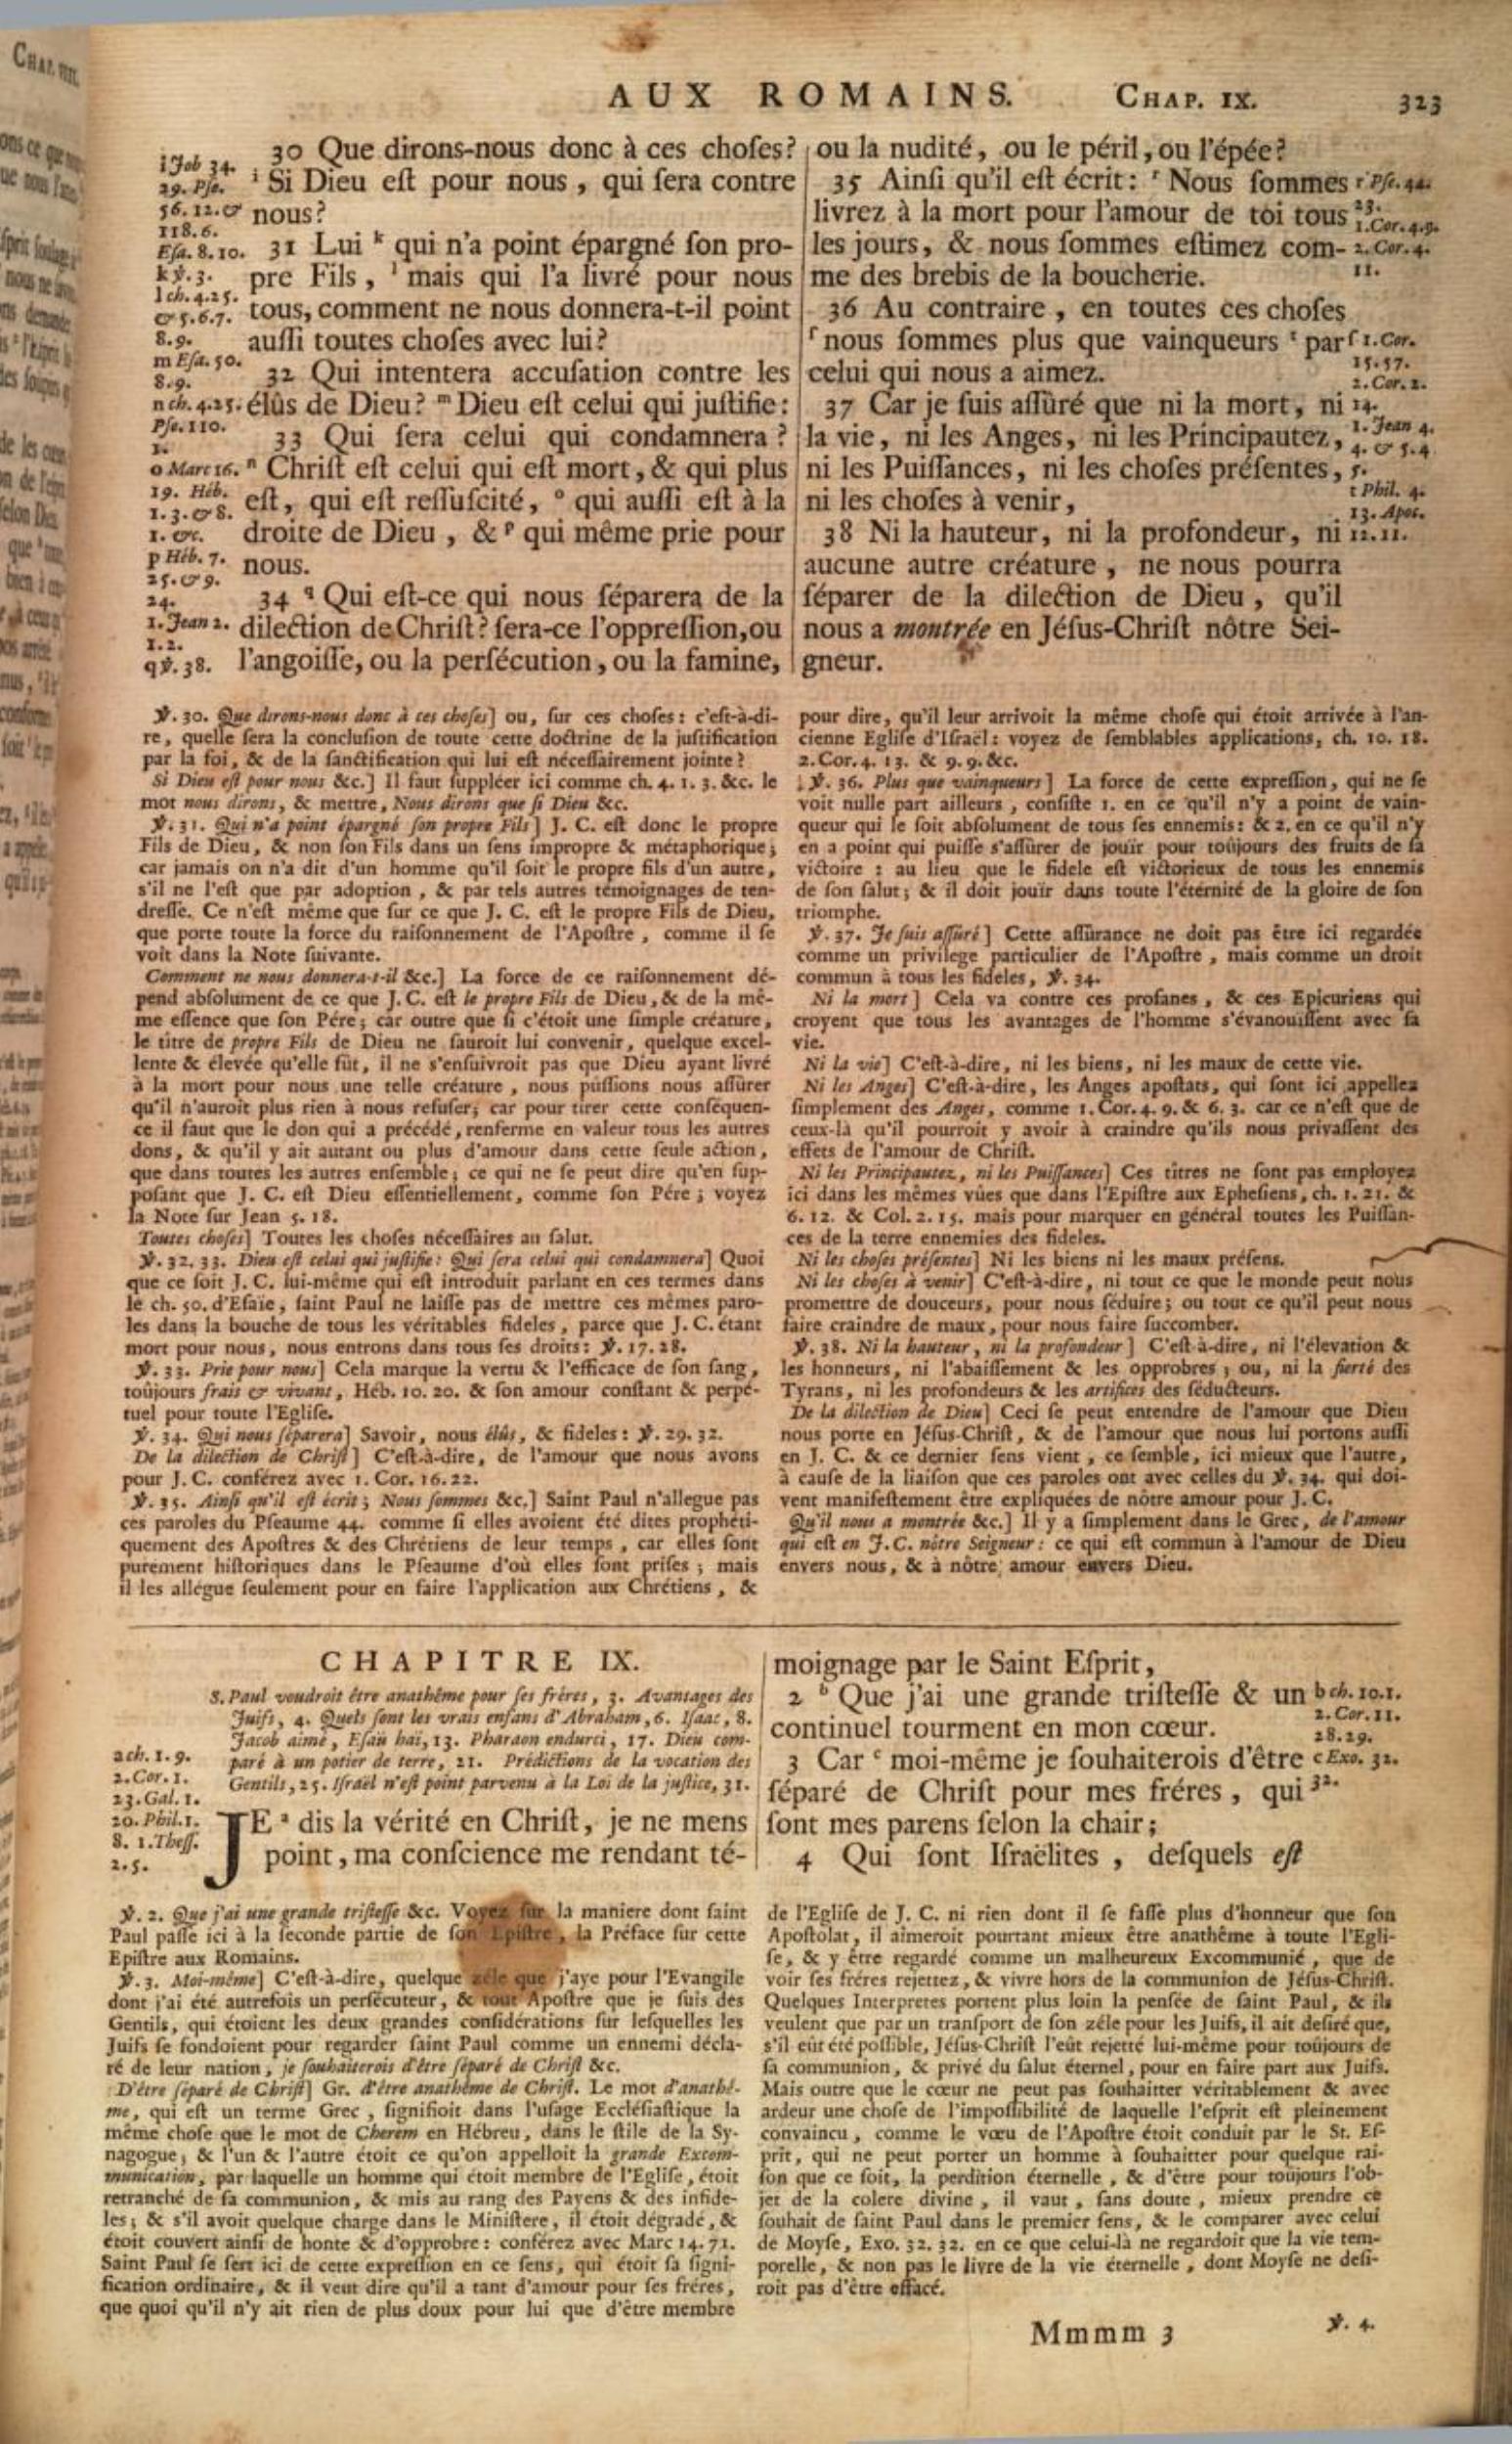 AUX ROMAINS. CHAP. IX. 323
30 Que dirons-nous donc à ces choſes?
ⁱ Si Dieu eſt pour nous, qui ſera contre
nous?
31 Lui ᵏ qui n'a point épargné ſon pro-
pre Fils, ˡ mais qui l'a livré pour nous
tous, comment ne nous donnera-t-il point
auſſi toutes choſes avec lui?
32 Qui intentera accuſation contre les
élûs de Dieu? ᵐ Dieu eſt celui qui juſtifie:
33 Qui ſera celui qui condamnera?
ⁿ Chriſt eſt celui qui eſt mort, & qui plus
eſt, qui eſt reſſuſcité, ᵒ qui auſſi eſt à la
droite de Dieu, & ᵖ qui même prie pour
nous.
34 ᑫ Qui eſt-ce qui nous ſéparera de la
dilection de Chriſt? ſera-ce l'oppreſſion, ou
l'angoiſſe, ou la perſécution, ou la famine,
i Job 34.
29. Pſe.
56. 12. &
118. 6.
Eſa. 8. 10.
k ℣. 3.
l ch. 4. 25.
& 5. 6. 7.
8. 9.
m Eſa. 50.
8. 9.
n ch. 4. 25.
Pſe. 110.
1.
o Marc 16.
19. Héb.
1. 3. & 8.
1. &c.
p Héb. 7.
25. & 9.
24.
1. Jean 2.
1. 2.
q ℣. 38.
ou la nudité, ou le péril, ou l'épée?
35 Ainſi qu'il eſt écrit: ʳ Nous ſommes
livrez à la mort pour l'amour de toi tous
les jours, & nous ſommes eſtimez com-
me des brebis de la boucherie.
36 Au contraire, en toutes ces choſes
ſ nous ſommes plus que vainqueurs ᵗ par
celui qui nous a aimez.
37 Car je ſuis aſſûré que ni la mort, ni
la vie, ni les Anges, ni les Principautez,
ni les Puiſſances, ni les choſes préſentes,
ni les choſes à venir,
38 Ni la hauteur, ni la profondeur, ni
aucune autre créature, ne nous pourra
ſéparer de la dilection de Dieu, qu'il
nous a montrée en Jéſus-Chriſt nôtre Sei-
gneur.
r Pſe. 44.
23.
1. Cor. 4. 9.
2. Cor. 4.
11.
ſ 1. Cor.
15. 57.
2. Cor. 2.
14.
1. Jean 4.
4. & 5. 4.
5.
t Phil. 4.
13. Apoc.
12. 11.
℣. 30. Que dirons-nous donc à ces choſes] ou, ſur ces choſes: c'eſt-à-di-
re, quelle ſera la concluſion de toute cette doctrine de la juſtification
par la foi, & de la ſanctification qui lui eſt néceſſairement jointe?
Si Dieu eſt pour nous &c.] Il faut ſuppléer ici comme ch. 4. 1. 3. &c. le
mot nous dirons, & mettre, Nous dirons que ſi Dieu &c.
℣. 31. Qui n'a point épargné ſon propre Fils] J. C. eſt donc le propre
Fils de Dieu, & non ſon Fils dans un ſens impropre & métaphorique;
car jamais on n'a dit d'un homme qu'il ſoit le propre fils d'un autre,
s'il ne l'eſt que par adoption, & par tels autres témoignages de ten-
dreſſe. Ce n'eſt même que ſur ce que J. C. eſt le propre Fils de Dieu,
que porte toute la force du raiſonnement de l'Apoſtre, comme il ſe
voit dans la Note ſuivante.
Comment ne nous donnera-t-il &c.] La force de ce raiſonnement dé-
pend abſolument de ce que J. C. eſt le propre Fils de Dieu, & de la mê-
me eſſence que ſon Pére; car outre que ſi c'étoit une ſimple créature,
le titre de propre Fils de Dieu ne ſauroit lui convenir, quelque excel-
lente & élevée qu'elle fût, il ne s'enſuivroit pas que Dieu ayant livré
à la mort pour nous une telle créature, nous pûſſions nous aſſûrer
qu'il n'auroit plus rien à nous refuſer; car pour tirer cette conſéquen-
ce il faut que le don qui a précédé, renferme en valeur tous les autres
dons, & qu'il y ait autant ou plus d'amour dans cette ſeule action,
que dans toutes les autres enſemble; ce qui ne ſe peut dire qu'en ſup-
poſant que J. C. eſt Dieu eſſentiellement, comme ſon Pére; voyez
la Note ſur Jean 5. 18.
Toutes choſes] Toutes les choſes néceſſaires au ſalut.
℣. 32. 33. Dieu eſt celui qui juſtifie: Qui ſera celui qui condamnera] Quoi
que ce ſoit J. C. lui-même qui eſt introduit parlant en ces termes dans
le ch. 50. d'Eſaïe, ſaint Paul ne laiſſe pas de mettre ces mêmes paro-
les dans la bouche de tous les véritables fideles, parce que J. C. étant
mort pour nous, nous entrons dans tous ſes droits: ℣. 17. 28.
℣. 33. Prie pour nous] Cela marque la vertu & l'efficace de ſon ſang,
toûjours frais & vivant, Héb. 10. 20. & ſon amour conſtant & perpé-
tuel pour toute l'Egliſe.
℣. 34. Qui nous ſéparera] Savoir, nous élûs, & fideles: ℣. 29. 32.
De la dilection de Chriſt] C'eſt-à-dire, de l'amour que nous avons
pour J. C. conférez avec 1. Cor. 16. 22.
℣. 35. Ainſi qu'il eſt écrit; Nous ſommes &c.] Saint Paul n'allegue pas
ces paroles du Pſeaume 44. comme ſi elles avoient été dites prophéti-
quement des Apoſtres & des Chrétiens de leur temps, car elles ſont
purement hiſtoriques dans le Pſeaume d'où elles ſont priſes; mais
il les allégue ſeulement pour en faire l'application aux Chrétiens, &
pour dire, qu'il leur arrivoit la même choſe qui étoit arrivée à l'an-
cienne Egliſe d'Iſraël: voyez de ſemblables applications, ch. 10. 18.
2. Cor. 4. 13. & 9. 9. &c.
℣. 36. Plus que vainqueurs] La force de cette expreſſion, qui ne ſe
voit nulle part ailleurs, conſiſte 1. en ce qu'il n'y a point de vain-
queur qui le ſoit abſolument de tous ſes ennemis: & 2. en ce qu'il n'y
en a point qui puiſſe s'aſſûrer de jouïr pour toûjours des fruits de ſa
victoire: au lieu que le fidele eſt victorieux de tous les ennemis
de ſon ſalut; & il doit jouïr dans toute l'éternité de la gloire de ſon
triomphe.
℣. 37. Je ſuis aſſûré] Cette aſſûrance ne doit pas être ici regardée
comme un privilege particulier de l'Apoſtre, mais comme un droit
commun à tous les fideles, ℣. 34.
Ni la mort] Cela va contre ces profanes, & ces Epicuriens qui
croyent que tous les avantages de l'homme s'évanouïſſent avec ſa
vie.
Ni la vie] C'eſt-à-dire, ni les biens, ni les maux de cette vie.
Ni les Anges] C'eſt-à-dire, les Anges apoſtats, qui ſont ici appellez
ſimplement des Anges, comme 1. Cor. 4. 9. & 6. 3. car ce n'eſt que de
ceux-là qu'il pourroit y avoir à craindre qu'ils nous privaſſent des
effets de l'amour de Chriſt.
Ni les Principautez, ni les Puiſſances] Ces titres ne ſont pas employez
ici dans les mêmes vûes que dans l'Epiſtre aux Epheſiens, ch. 1. 21. &
6. 12. & Col. 2. 15. mais pour marquer en général toutes les Puiſſan-
ces de la terre ennemies des fideles.
Ni les choſes préſentes] Ni les biens ni les maux préſens.
Ni les choſes à venir] C'eſt-à-dire, ni tout ce que le monde peut nous
promettre de douceurs, pour nous ſéduire; ou tout ce qu'il peut nous
faire craindre de maux, pour nous faire ſuccomber.
℣. 38. Ni la hauteur, ni la profondeur] C'eſt-à-dire, ni l'élevation &
les honneurs, ni l'abaiſſement & les opprobres; ou, ni la fierté des
Tyrans, ni les profondeurs & les artifices des ſéducteurs.
De la dilection de Dieu] Ceci ſe peut entendre de l'amour que Dieu
nous porte en Jéſus-Chriſt, & de l'amour que nous lui portons auſſi
en J. C. & ce dernier ſens vient, ce ſemble, ici mieux que l'autre,
à cauſe de la liaiſon que ces paroles ont avec celles du ℣. 34. qui doi-
vent manifeſtement être expliquées de nôtre amour pour J. C.
Qu'il nous a montrée &c.] Il y a ſimplement dans le Grec, de l'amour
qui eſt en J. C. nôtre Seigneur: ce qui eſt commun à l'amour de Dieu
envers nous, & à nôtre amour envers Dieu.
CHAPITRE IX.
S. Paul voudroit être anathême pour ſes fréres, 3. Avantages des
Juifs, 4. Quels ſont les vrais enfans d'Abraham, 6. Iſaac, 8.
Jacob aimé, Eſaü haï, 13. Pharaon endurci, 17. Dieu com-
paré à un potier de terre, 21. Prédictions de la vocation des
Gentils, 25. Iſraël n'eſt point parvenu à la Loi de la juſtice, 31.
a ch. 1. 9.
2. Cor. 1.
23. Gal. 1.
20. Phil. 1.
8. 1. Theſſ.
2. 5.
JE ᵃ dis la vérité en Chriſt, je ne mens
point, ma conſcience me rendant té-
moignage par le Saint Eſprit,
2 ᵇ Que j'ai une grande triſteſſe & un
continuel tourment en mon cœur.
3 Car ᶜ moi-même je ſouhaiterois d'être
ſéparé de Chriſt pour mes fréres, qui
ſont mes parens ſelon la chair;
4 Qui ſont Iſraëlites, deſquels eſt
b ch. 10. 1.
2. Cor. 11.
28. 29.
c Exo. 32.
32.
℣. 2. Que j'ai une grande triſteſſe &c. Voyez ſur la maniere dont ſaint
Paul paſſe ici à la ſeconde partie de ſon Epiſtre, la Préface ſur cette
Epiſtre aux Romains.
℣. 3. Moi-même] C'eſt-à-dire, quelque zéle que j'aye pour l'Evangile
dont j'ai été autrefois un perſécuteur, & tout Apoſtre que je ſuis des
Gentils, qui étoient les deux grandes conſidérations ſur leſquelles les
Juifs ſe fondoient pour regarder ſaint Paul comme un ennemi décla-
ré de leur nation, je ſouhaiterois d'être ſéparé de Chriſt &c.
D'être ſéparé de Chriſt] Gr. d'être anathême de Chriſt. Le mot d'anathê-
me, qui eſt un terme Grec, ſignifioit dans l'uſage Eccléſiaſtique la
même choſe que le mot de Cherem en Hébreu, dans le ſtile de la Sy-
nagogue; & l'un & l'autre étoit ce qu'on appelloit la grande Excom-
munication, par laquelle un homme qui étoit membre de l'Egliſe, étoit
retranché de ſa communion, & mis au rang des Payens & des infide-
les; & s'il avoit quelque charge dans le Miniſtere, il étoit dégradé, &
étoit couvert ainſi de honte & d'opprobre: conférez avec Marc 14. 71.
Saint Paul ſe ſert ici de cette expreſſion en ce ſens, qui étoit ſa ſigni-
fication ordinaire, & il veut dire qu'il a tant d'amour pour ſes fréres,
que quoi qu'il n'y ait rien de plus doux pour lui que d'être membre
de l'Egliſe de J. C. ni rien dont il ſe faſſe plus d'honneur que ſon
Apoſtolat, il aimeroit pourtant mieux être anathême à toute l'Egli-
ſe, & y être regardé comme un malheureux Excommunié, que de
voir ſes fréres rejettez, & vivre hors de la communion de Jéſus-Chriſt.
Quelques Interpretes portent plus loin la penſée de ſaint Paul, & ils
veulent que par un tranſport de ſon zéle pour les Juifs, il ait deſiré que,
s'il eût été poſſible, Jéſus-Chriſt l'eût rejetté lui-même pour toûjours de
ſa communion, & privé du ſalut éternel, pour en faire part aux Juifs.
Mais outre que le cœur ne peut pas ſouhaitter véritablement & avec
ardeur une choſe de l'impoſſibilité de laquelle l'eſprit eſt pleinement
convaincu, comme le vœu de l'Apoſtre étoit conduit par le St. Eſ-
prit, qui ne peut porter un homme à ſouhaitter pour quelque rai-
ſon que ce ſoit, la perdition éternelle, & d'être pour toûjours l'ob-
jet de la colere divine, il vaut, ſans doute, mieux prendre ce
ſouhait de ſaint Paul dans le premier ſens, & le comparer avec celui
de Moyſe, Exo. 32. 32. en ce que celui-là ne regardoit que la vie tem-
porelle, & non pas le livre de la vie éternelle, dont Moyſe ne deſi-
roit pas d'être effacé.
Mmmm 3 ℣. 4.